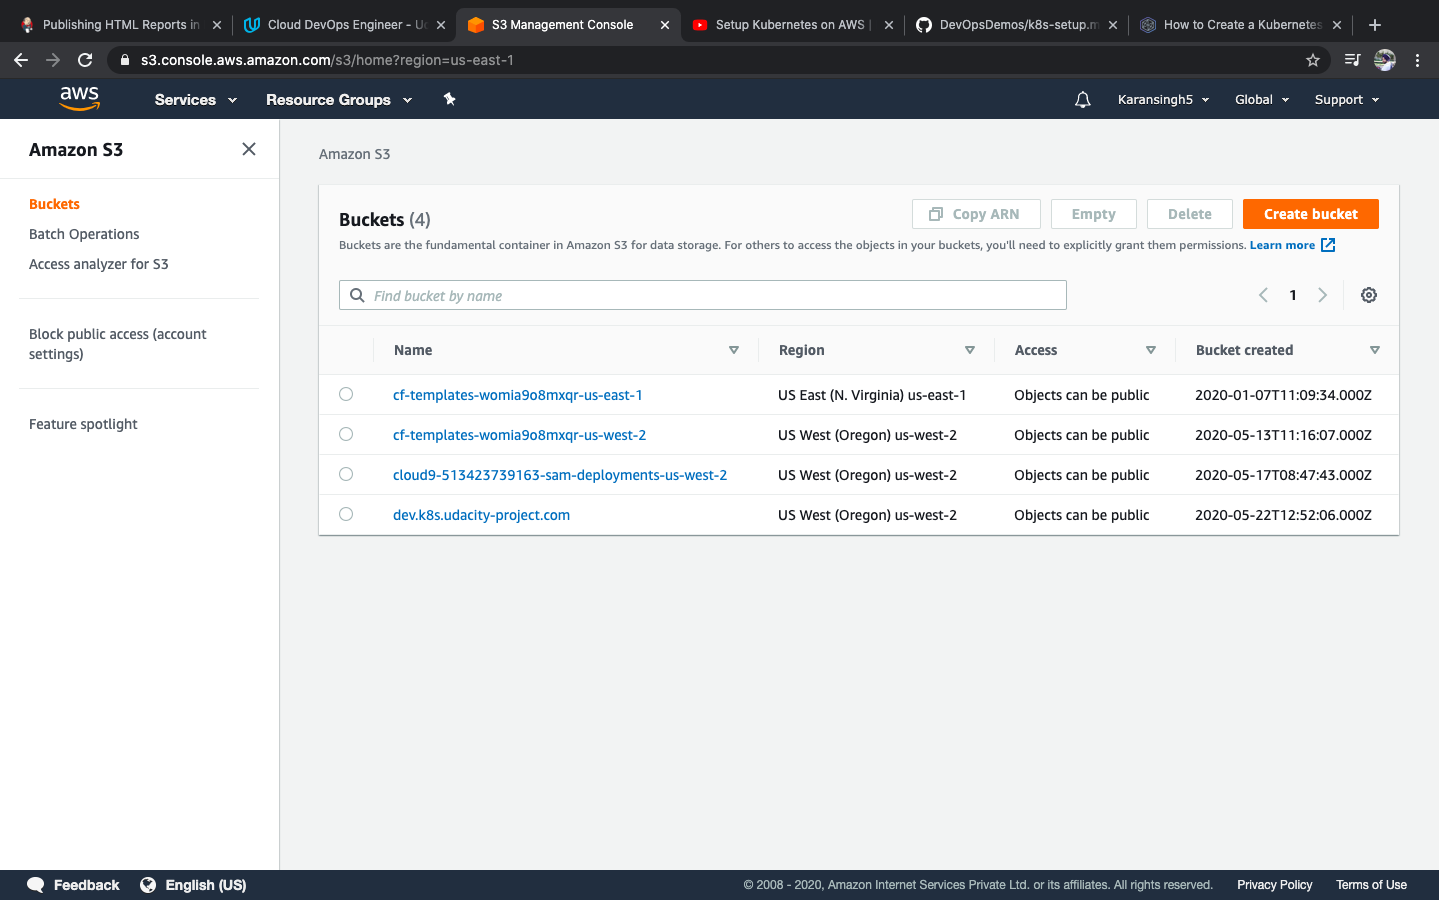 Publishing HTML Reports in
Cloud DevOps Engineer - Ud
S3 Management Console
Setup Kubernetes on AWS |
DevOpsDemos/k8s-setup.m
How to Create a Kubernetes
s3.console.aws.amazon.com/s3/home?region=us-east-1
aws
Services
Resource Groups
Karansingh5
Global
Support
Amazon S3
Buckets
Batch Operations
Access analyzer for S3
Block public access (account
settings)
Feature spotlight
Amazon S3
Buckets (4)
Copy ARN
Empty
Delete
Create bucket
Buckets are the fundamental container in Amazon S3 for data storage. For others to access the objects in your buckets, you'll need to explicitly grant them permissions. Learn more
Find bucket by name
1
Name Region Access Bucket created
cf-templates-womia9o8mxqr-us-east-1 US East (N. Virginia) us-east-1 Objects can be public 2020-01-07T11:09:34.000Z
cf-templates-womia9o8mxqr-us-west-2 US West (Oregon) us-west-2 Objects can be public 2020-05-13T11:16:07.000Z
cloud9-513423739163-sam-deployments-us-west-2 US West (Oregon) us-west-2 Objects can be public 2020-05-17T08:47:43.000Z
dev.k8s.udacity-project.com US West (Oregon) us-west-2 Objects can be public 2020-05-22T12:52:06.000Z
Feedback
English (US)
© 2008 - 2020, Amazon Internet Services Private Ltd. or its affiliates. All rights reserved.
Privacy Policy
Terms of Use